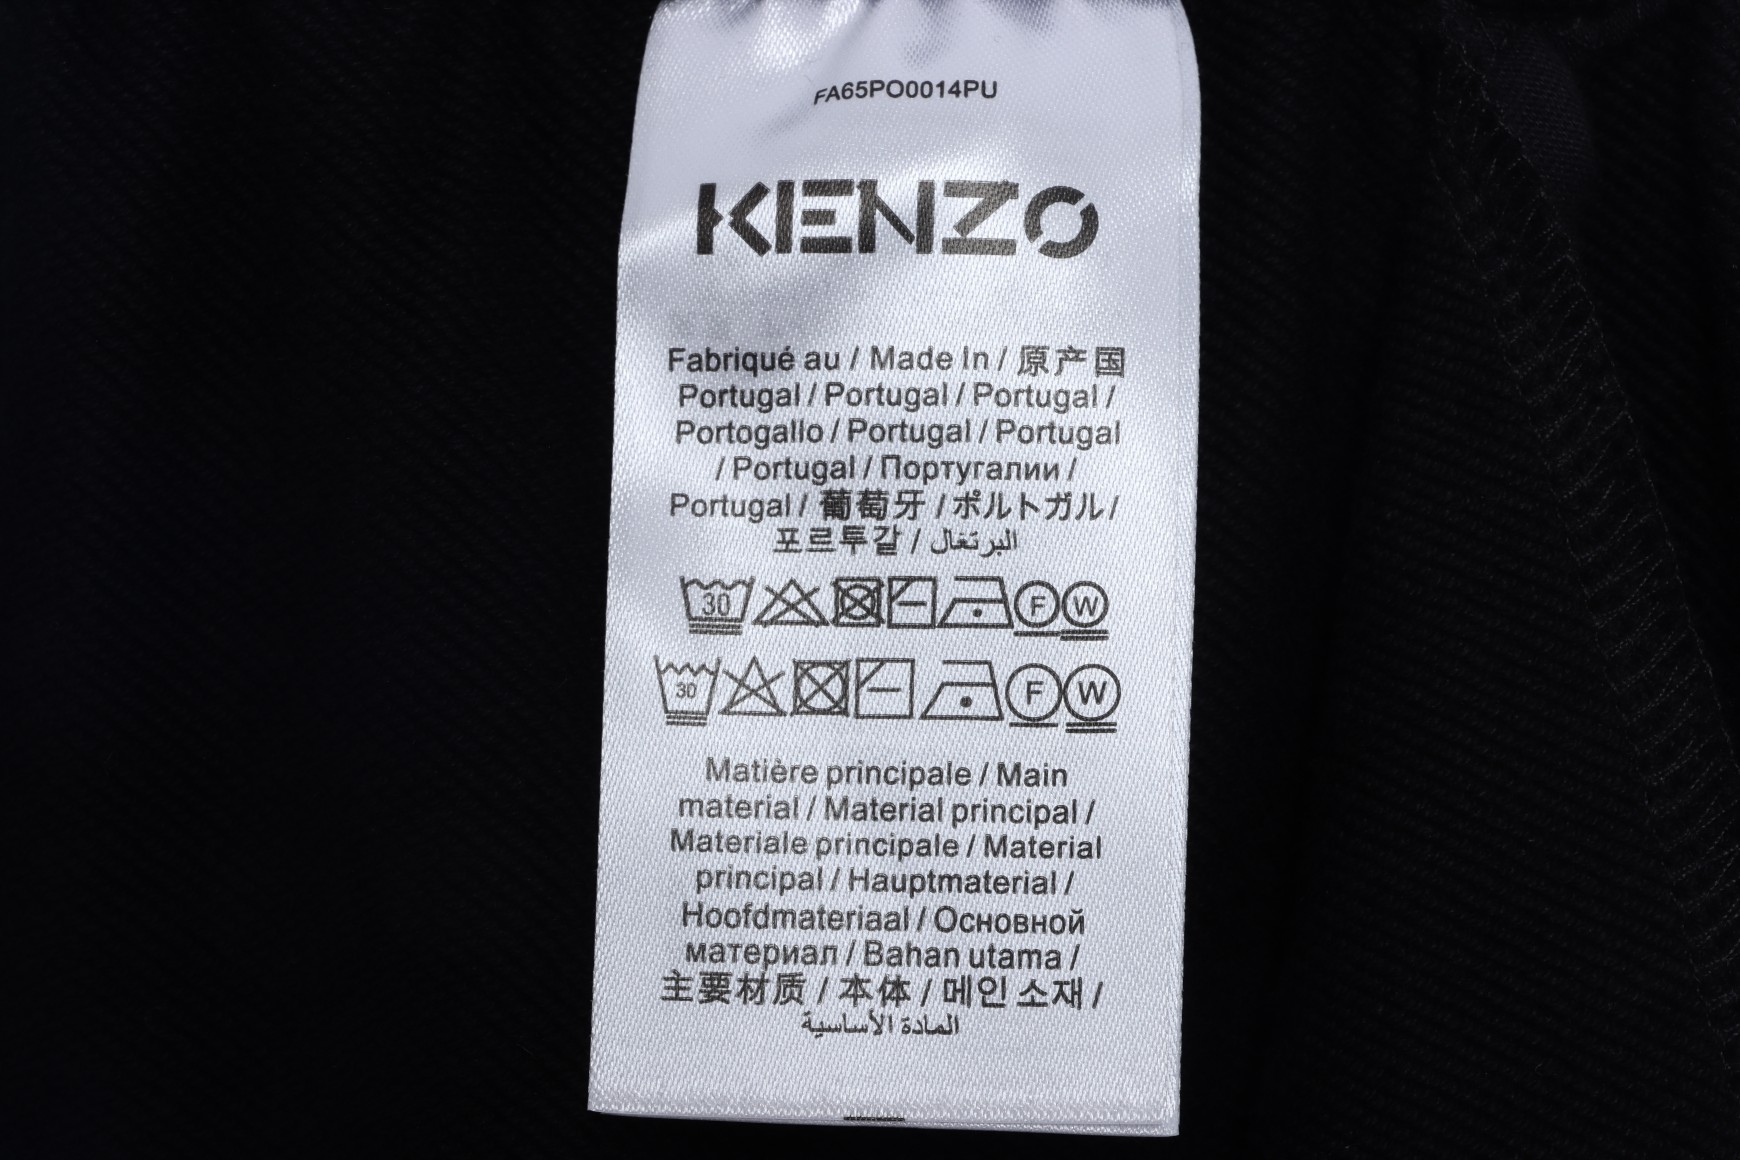 FA65PO0014PU
KENZO
Fabriqué au / Made In / 原产国
Portugal / Portugal / Portugal /
Portogallo / Portugal / Portugal
/ Portugal / Португалии /
Portugal / 葡萄牙 / ポルトガル /
포르투갈 / البرتغال
30 F W
30 F W
Matière principale / Main
material / Material principal /
Materiale principale / Material
principal / Hauptmaterial /
Hoofdmateriaal / Основной
материал / Bahan utama /
主要材质 / 本体 / 메인 소재 /
المادة الأساسية